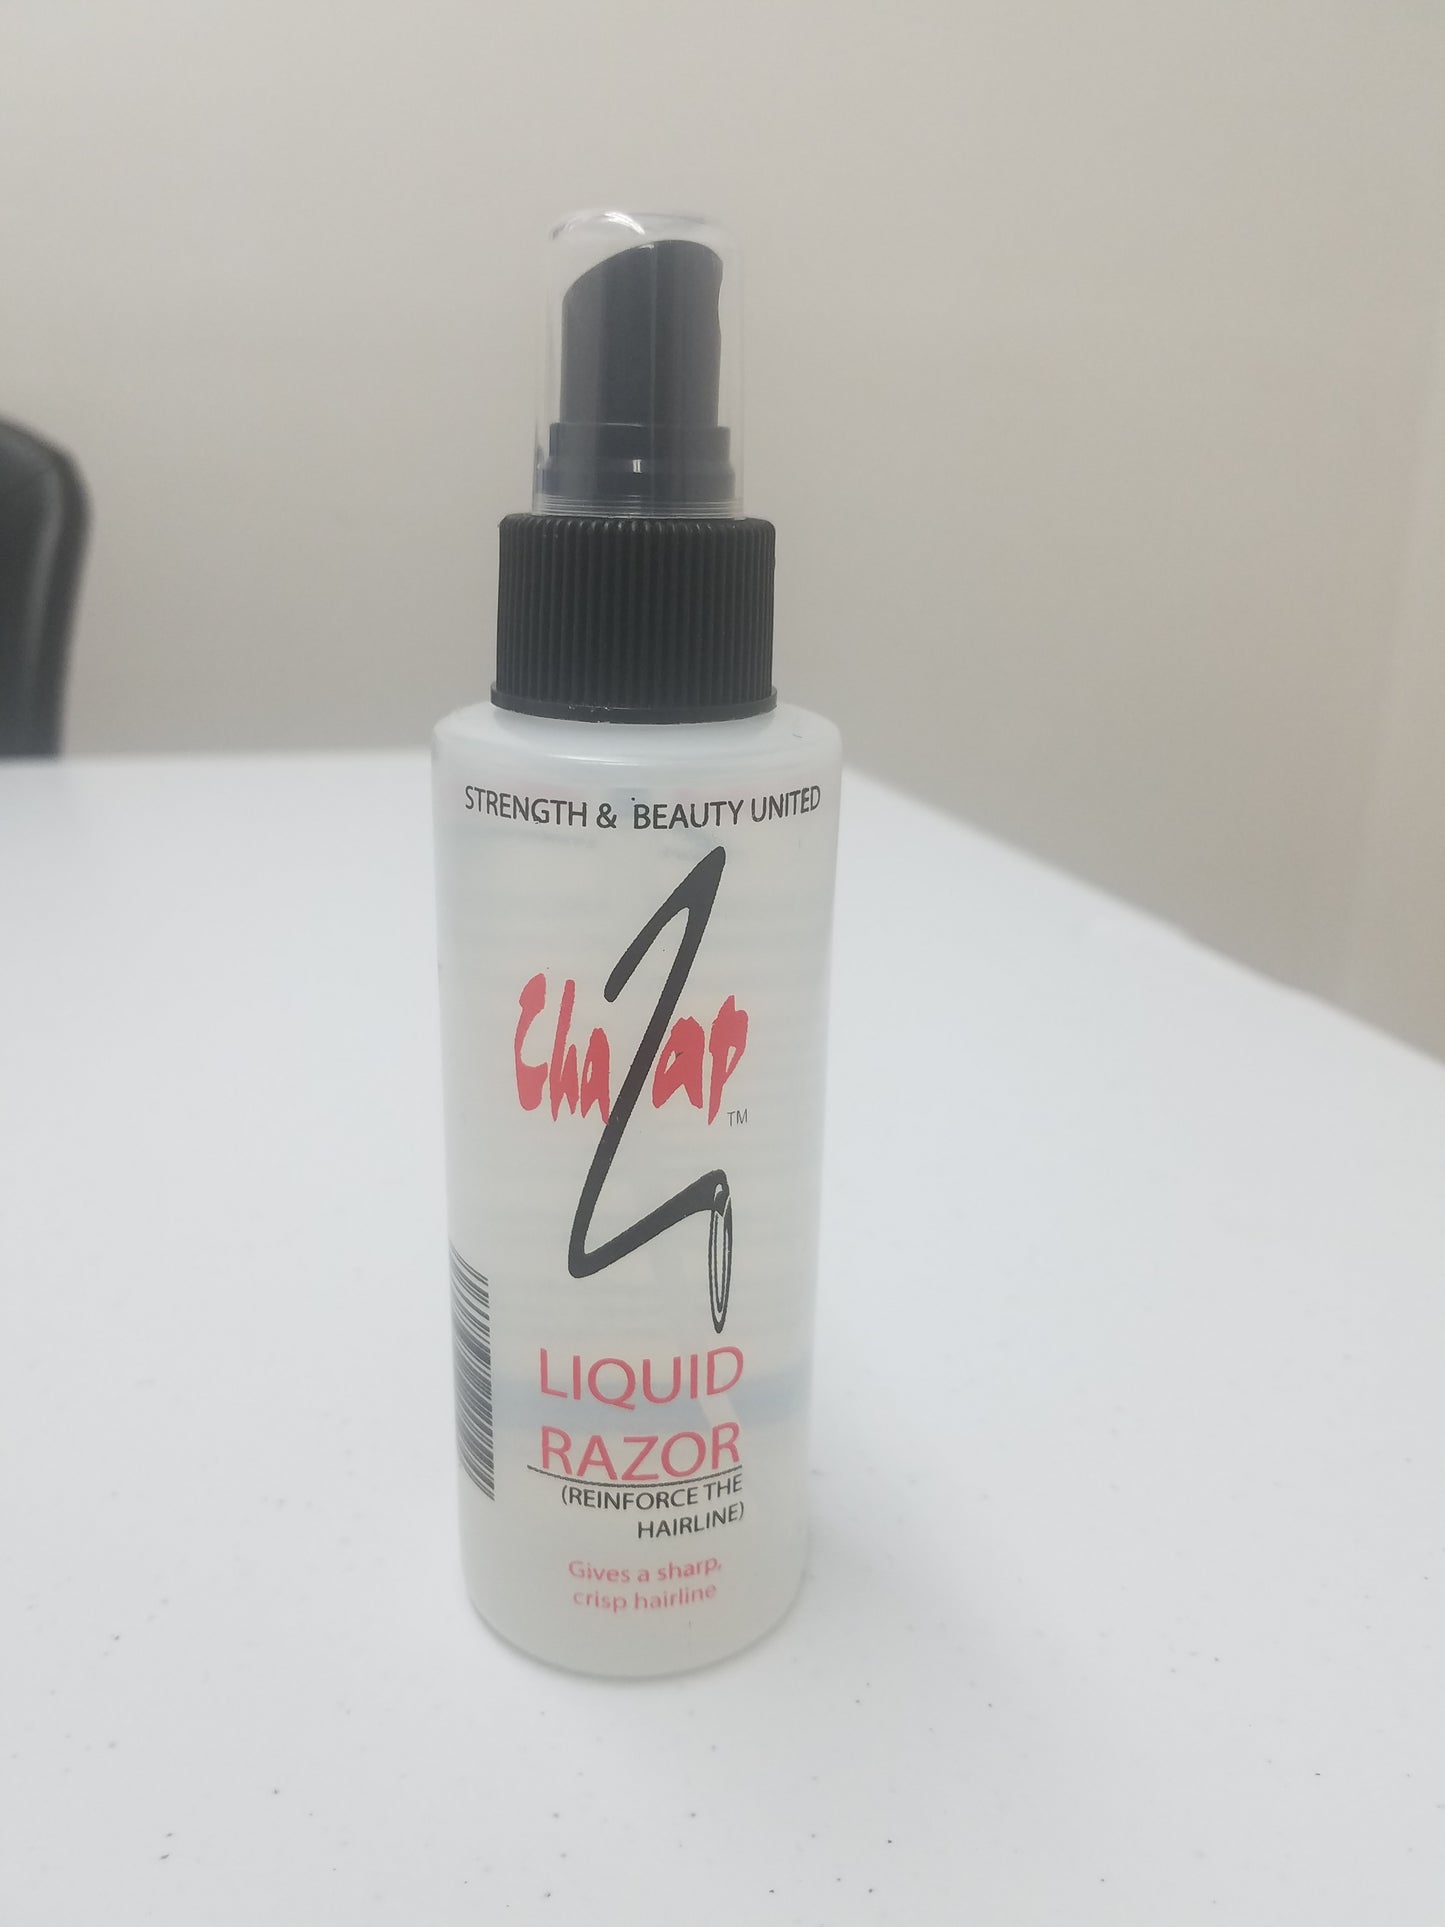 STRENGTH & BEAUTY UNITED
ChaZap
TM
LIQUID
RAZOR
(REINFORCE THE
HAIRLINE)
Gives a sharp,
crisp hairline